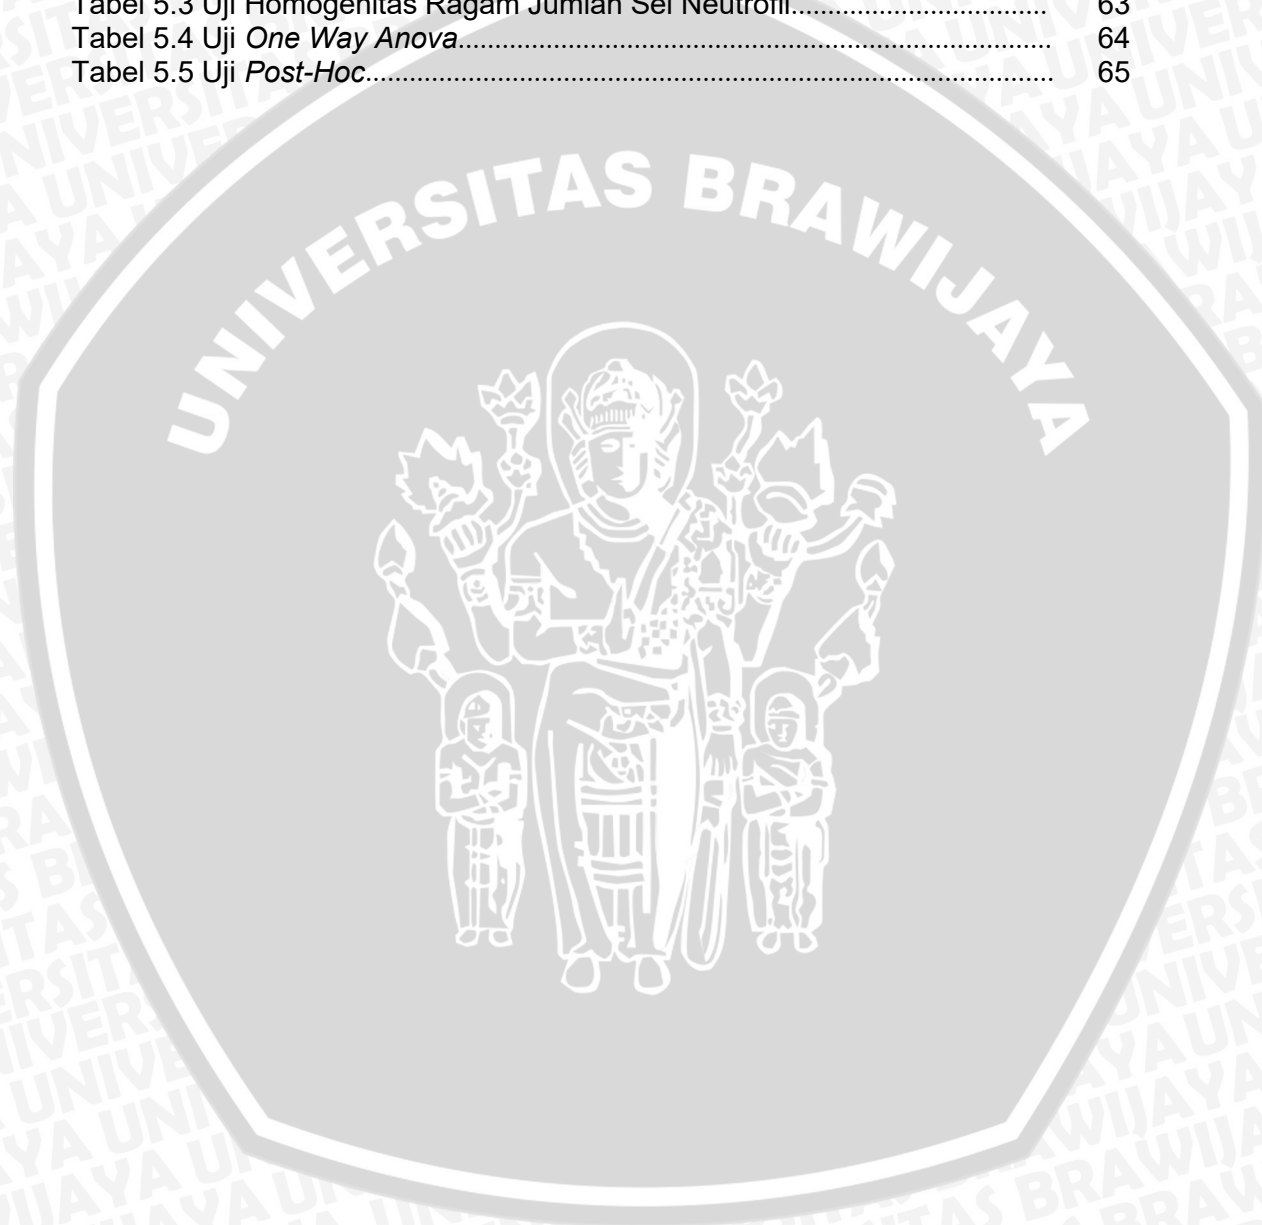 Tabel 5.3 Uji Homogenitas Ragam Jumlah Sel Neutrofil............................... 63
Tabel 5.4 Uji One Way Anova................................................................................. 64
Tabel 5.5 Uji Post-Hoc.............................................................................................. 65
UNIVERSITAS BRAWIJAYA